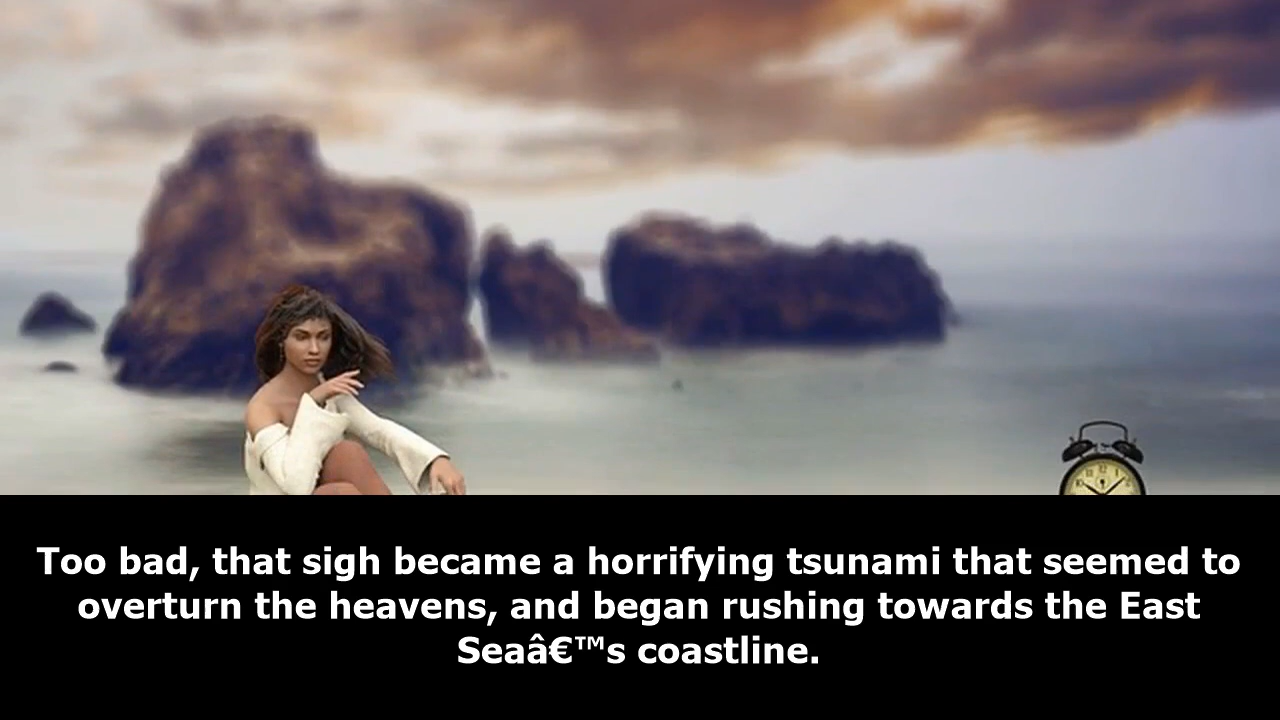 Too bad, that sigh became a horrifying tsunami that seemed to
overturn the heavens, and began rushing towards the East
Seaâ€™s coastline.